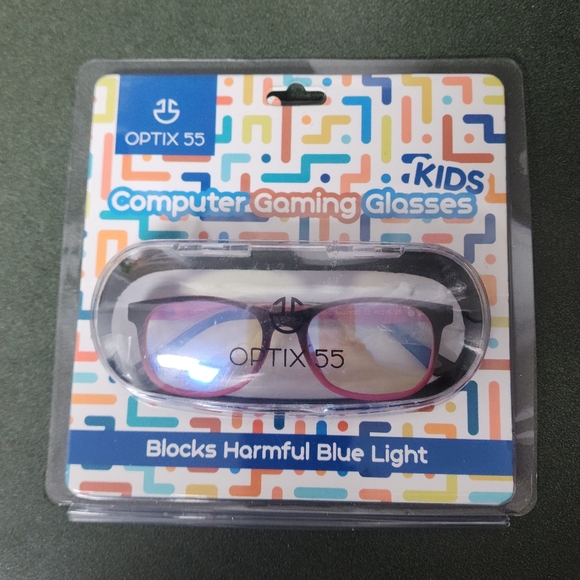 OPTIX 55
KIDS
Computer Gaming Glasses
OPTIX 55
Blocks Harmful Blue Light